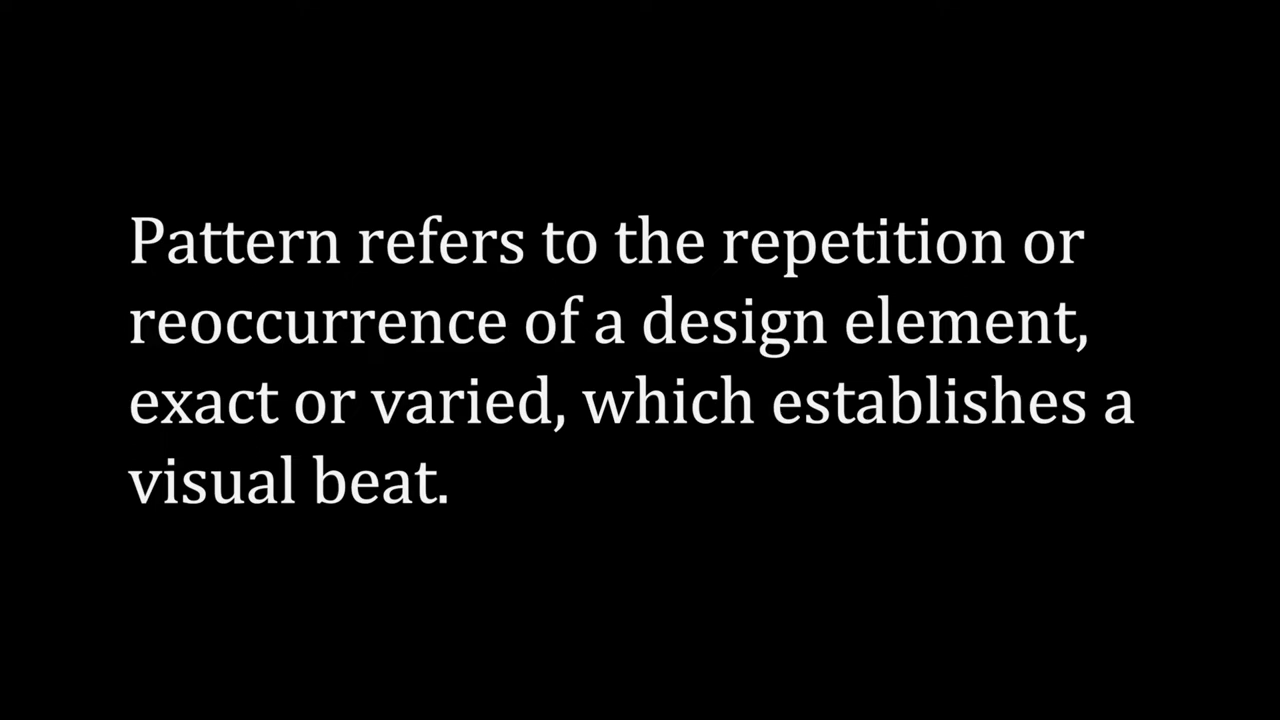 Pattern refers to the repetition or
reoccurrence of a design element,
exact or varied, which establishes a
visual beat.